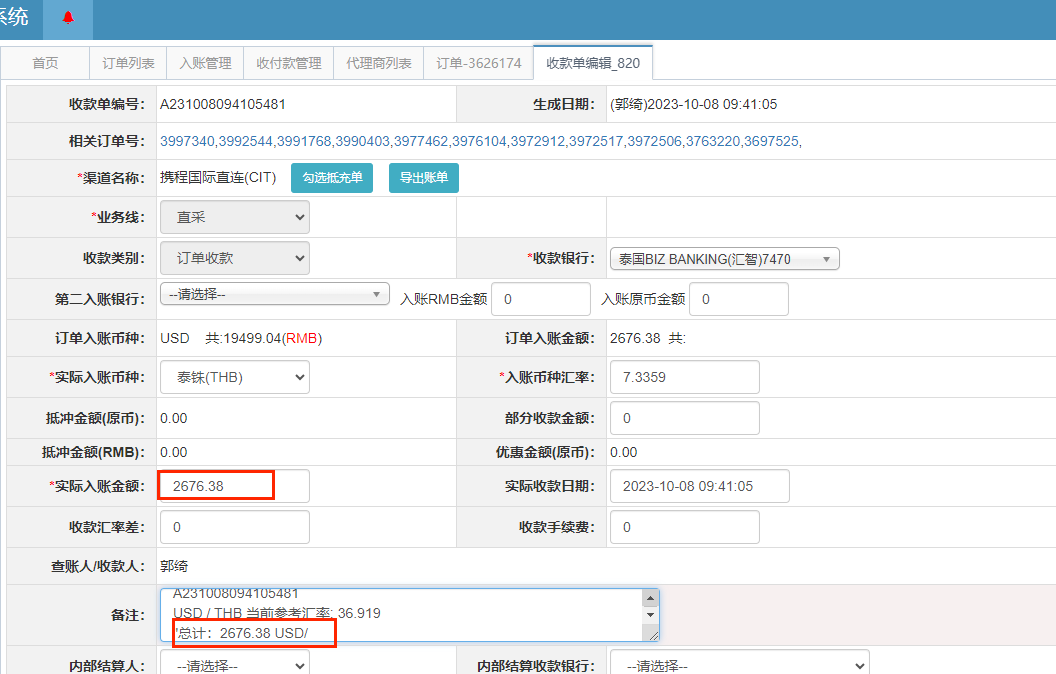 系统
首页 订单列表 入账管理 收付款管理 代理商列表 订单-3626174 收款单编辑_820
收款单编号: A231008094105481 生成日期: (郭绮)2023-10-08 09:41:05
相关订单号: 3997340,3992544,3991768,3990403,3977462,3976104,3972912,3972517,3972506,3763220,3697525,
*渠道名称: 携程国际直连(CIT) 勾选抵充单 导出账单
*业务线: 直采
收款类别: 订单收款 *收款银行: 泰国BIZ BANKING(汇智)7470
第二入账银行: --请选择-- 入账RMB金额 0 入账原币金额 0
订单入账币种: USD 共:19499.04(RMB) 订单入账金额: 2676.38 共:
*实际入账币种: 泰铢(THB) *入账币种汇率: 7.3359
抵冲金额(原币): 0.00 部分收款金额: 0
抵冲金额(RMB): 0.00 优惠金额(原币): 0.00
*实际入账金额: 2676.38 实际收款日期: 2023-10-08 09:41:05
收款汇率差: 0 收款手续费: 0
查账人/收款人: 郭绮
A231008094105481
备注: USD / THB 当前参考汇率: 36.919
'总计：2676.38 USD/
内部结算人: --请选择-- 内部结算收款银行: --请选择--